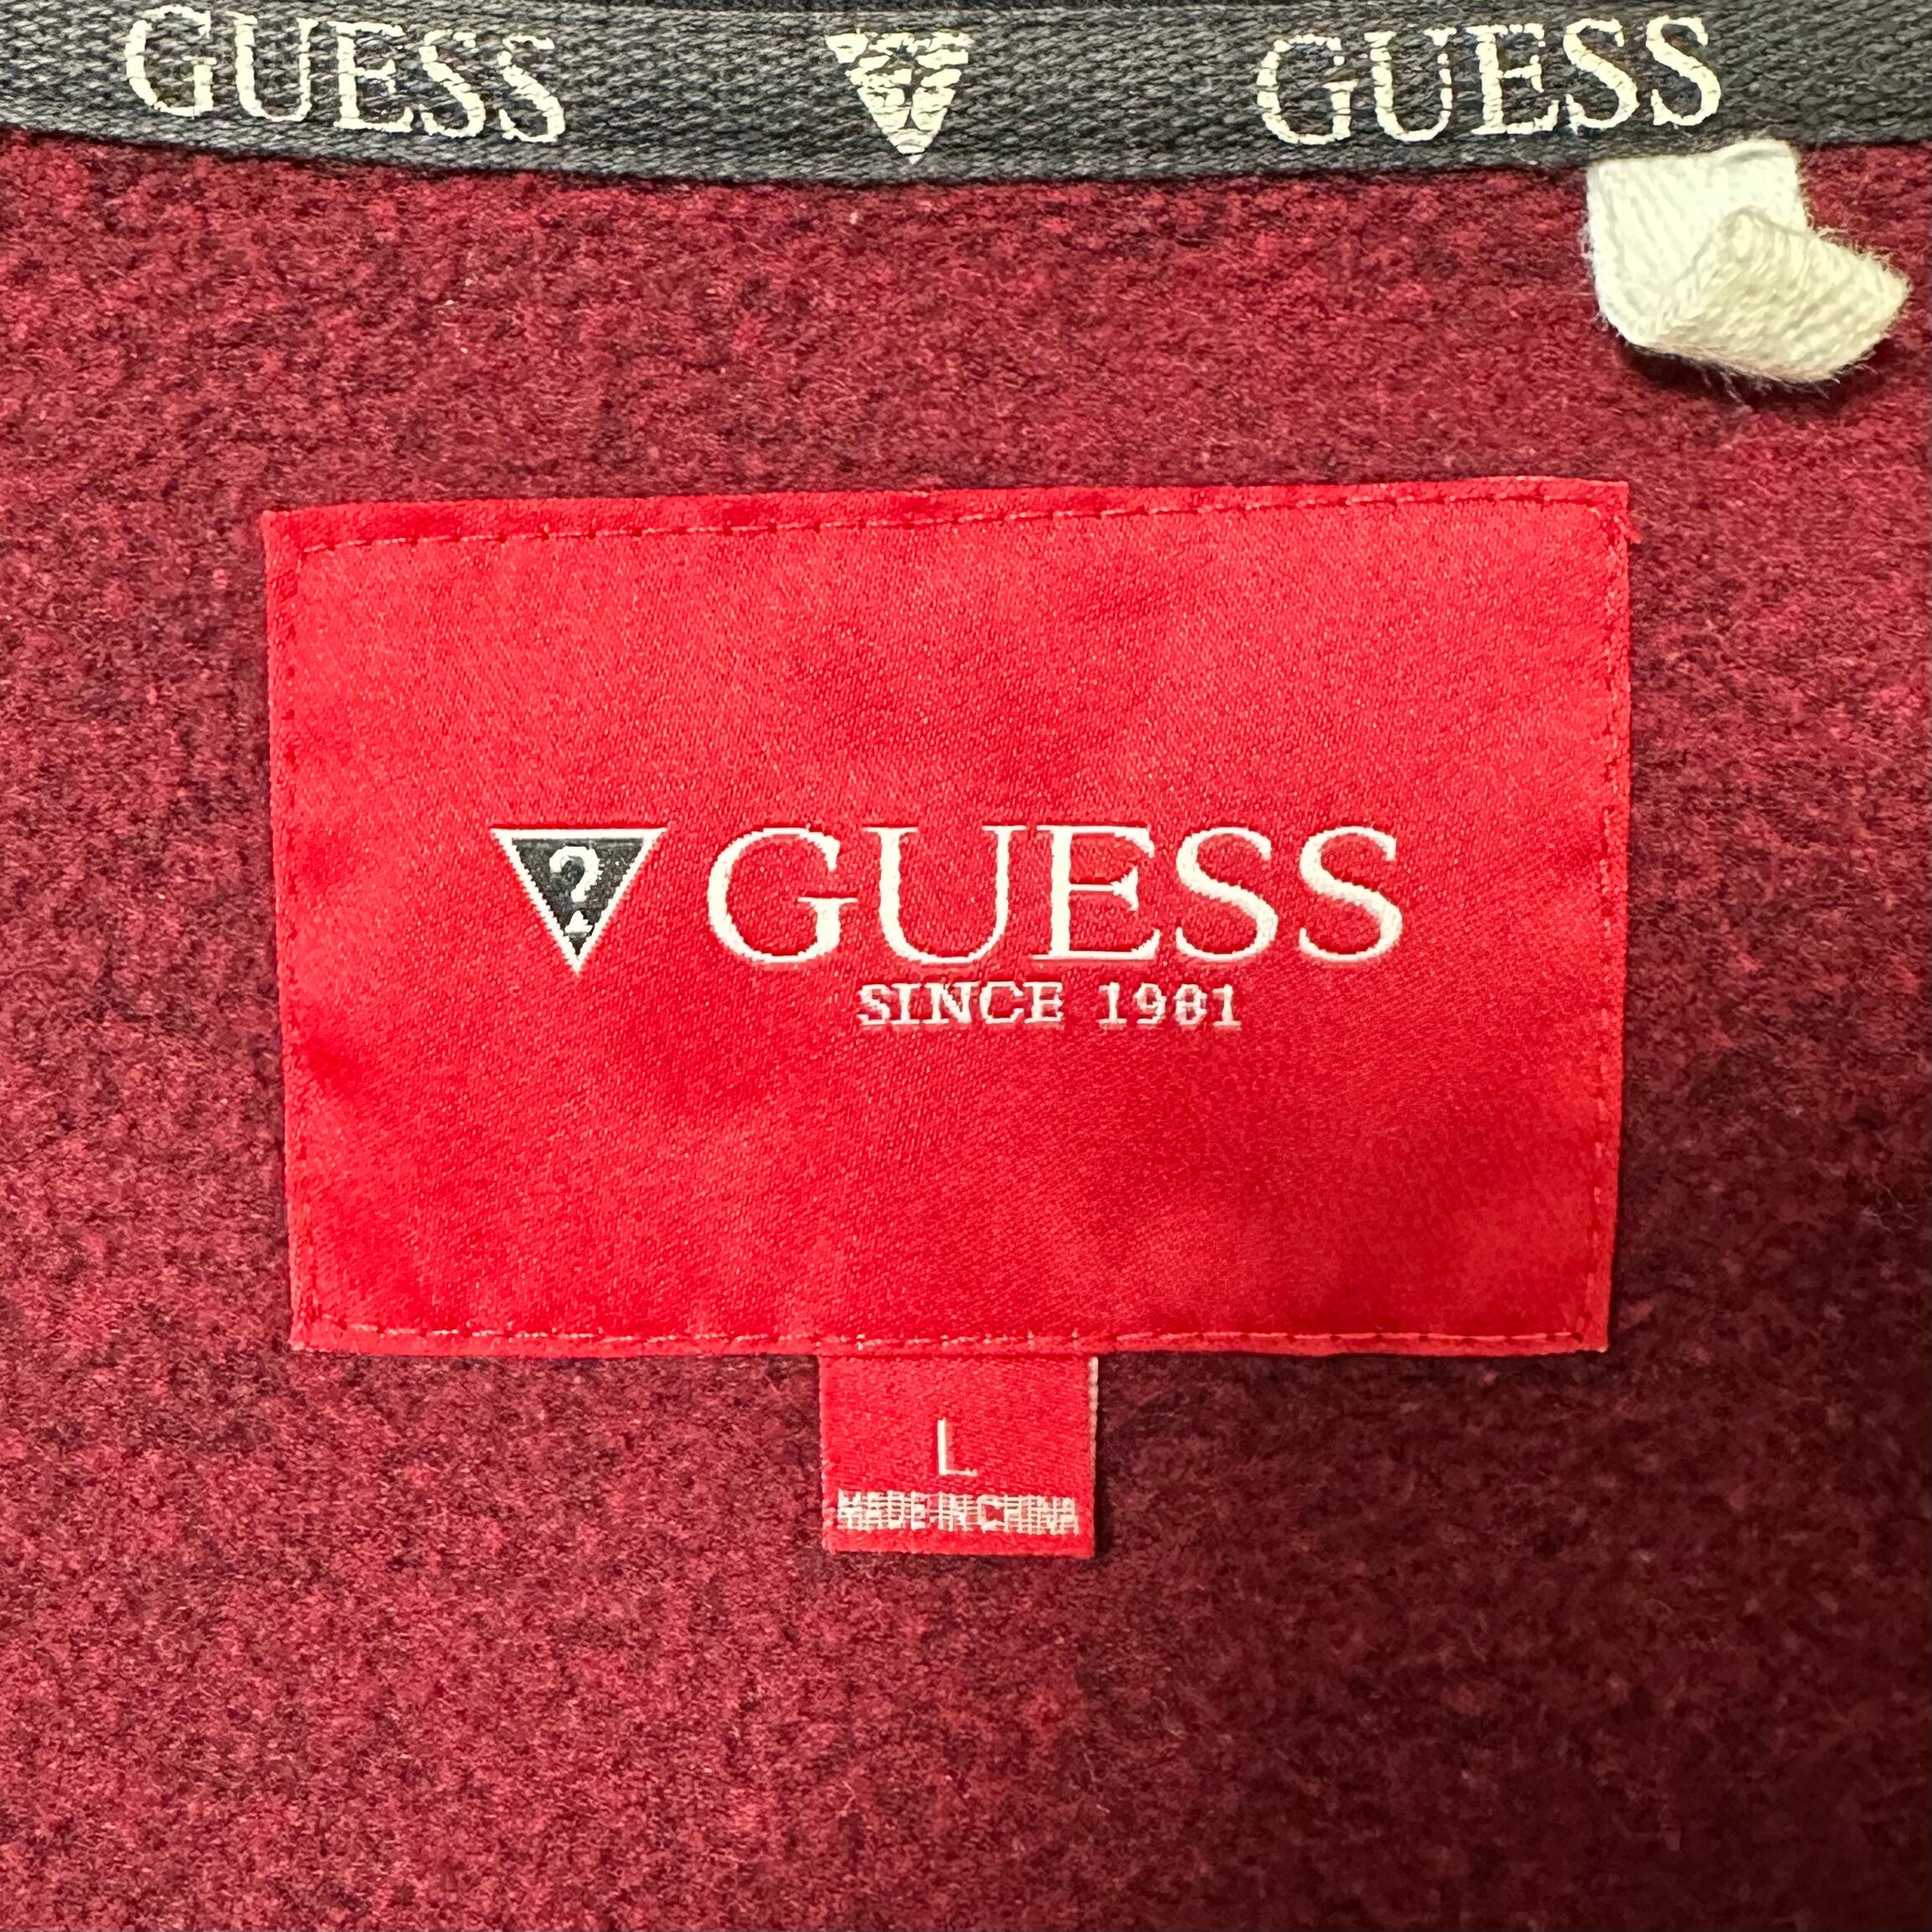 GUESS GUESS
? GUESS
SINCE 1981
L
MADE IN CHINA